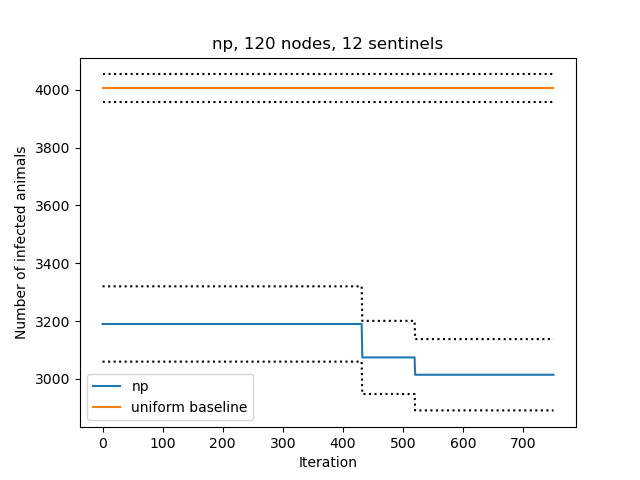 np, 120 nodes, 12 sentinels
Number of infected animals
4000
3800
3600
3400
3200
3000
np
uniform baseline
0 100 200 300 400 500 600 700
Iteration